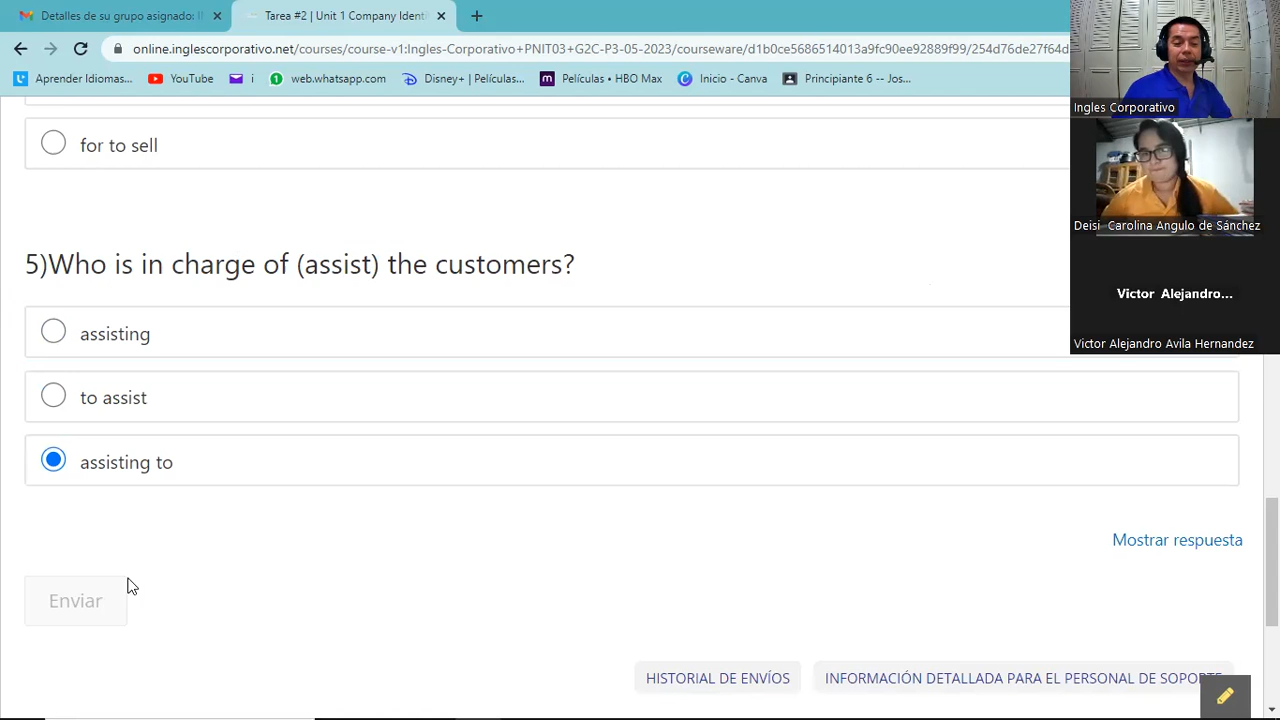 Detalles de su grupo asignado: I
Tarea #2 | Unit 1 Company Identi
online.inglescorporativo.net/courses/course-v1:Ingles-Corporativo+PNIT03+G2C-P3-05-2023/courseware/d1b0ce5865514013a9fc90ee92889f99/254d76de27f64d
Aprender Idiomas...
YouTube
i
web.whatsapp.com
Disney+ | Películas...
Películas • HBO Max
Inicio - Canva
Principiante 6 -- Jos...
Ingles Corporativo
for to sell
Deisi Carolina Angulo de Sánchez
5)Who is in charge of (assist) the customers?
Victor Alejandro...
assisting
Victor Alejandro Avila Hernandez
to assist
assisting to
Mostrar respuesta
Enviar
HISTORIAL DE ENVÍOS
INFORMACIÓN DETALLADA PARA EL PERSONAL DE SOPORTE